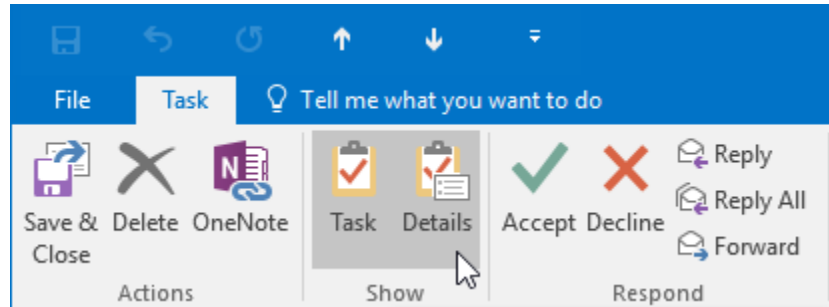 File Task Tell me what you want to do
Save & Close Delete OneNote Task Details Accept Decline
Reply
Reply All
Forward
Actions Show Respond